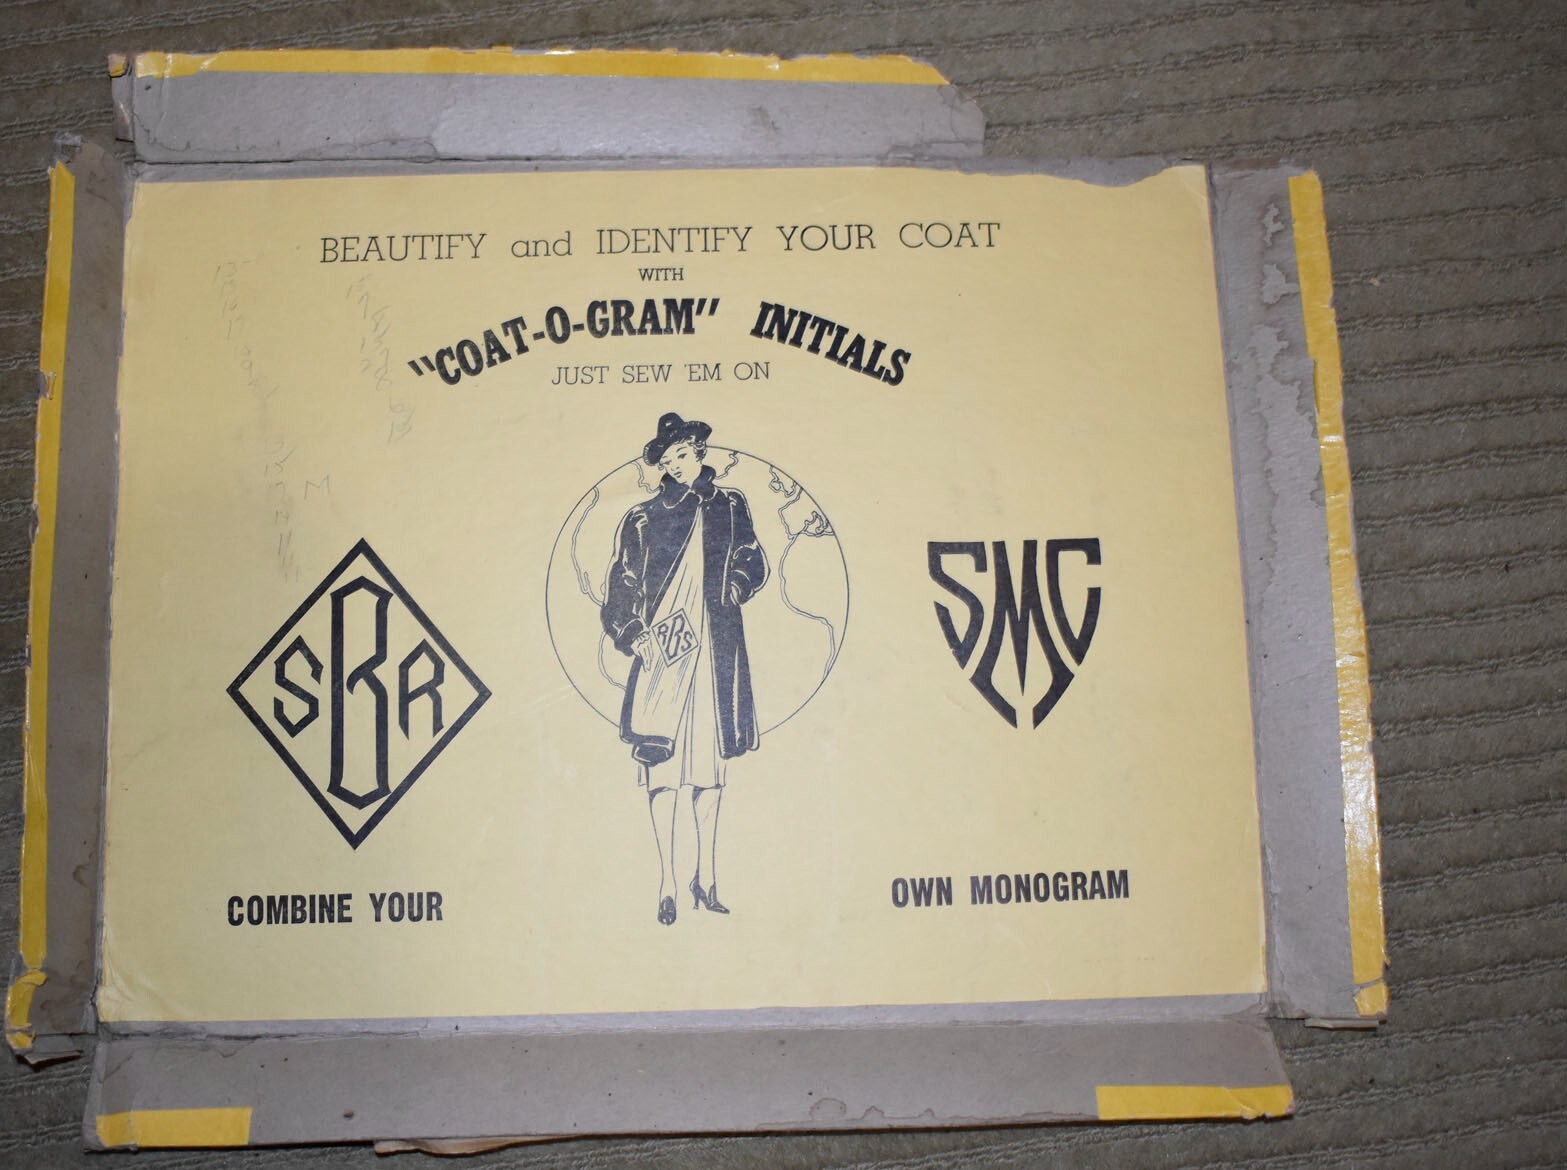 BEAUTIFY and IDENTIFY YOUR COAT
WITH
"COAT-O-GRAM" INITIALS
JUST SEW 'EM ON
SBR
RBS
SMC
COMBINE YOUR
OWN MONOGRAM